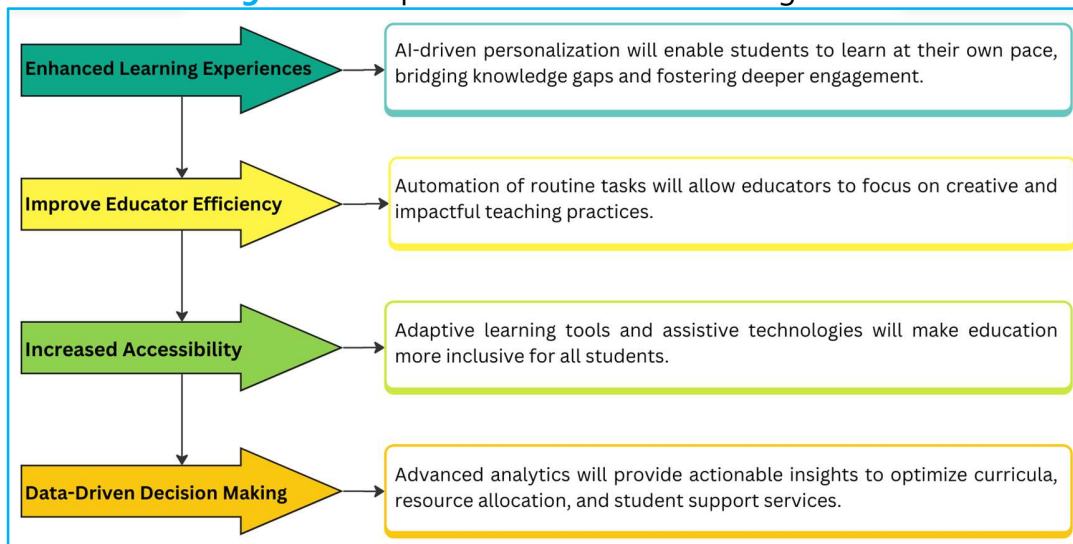 Enhanced Learning Experiences
AI-driven personalization will enable students to learn at their own pace,
bridging knowledge gaps and fostering deeper engagement.
Improve Educator Efficiency
Automation of routine tasks will allow educators to focus on creative and
impactful teaching practices.
Increased Accessibility
Adaptive learning tools and assistive technologies will make education
more inclusive for all students.
Data-Driven Decision Making
Advanced analytics will provide actionable insights to optimize curricula,
resource allocation, and student support services.